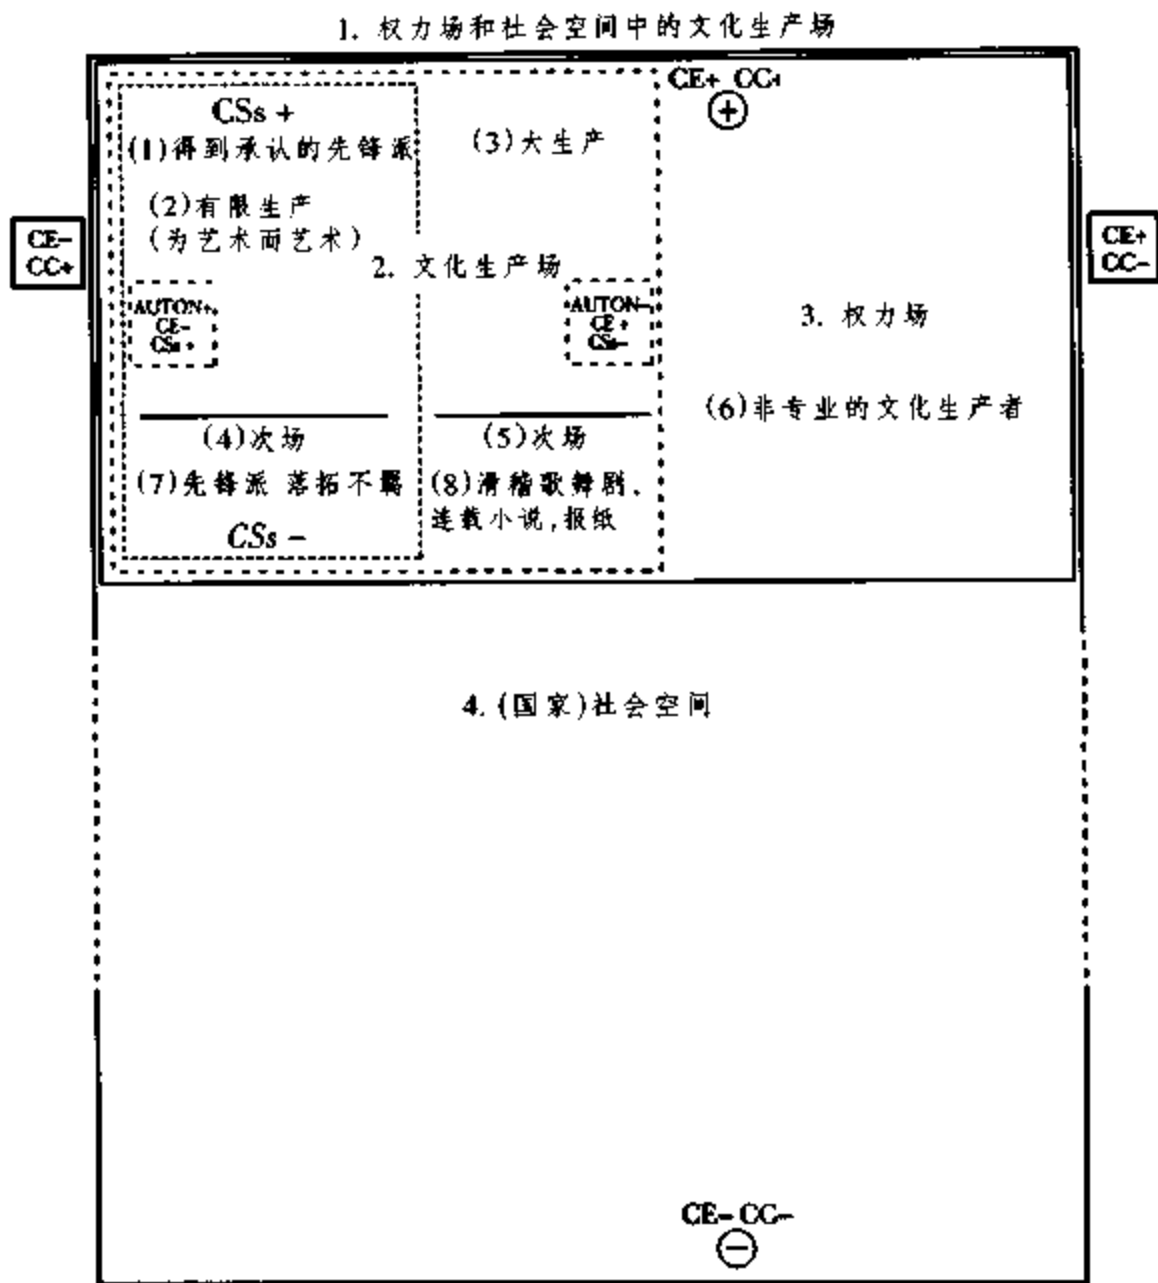 1. 权力场和社会空间中的文化生产场
CE+ CC+
+
CSs +
(1)得到承认的先锋派
(3)大生产
(2)有限生产
(为艺术而艺术)
CE-
CC+
CE+
CC-
2. 文化生产场
AUTON+
CE-
CSs +
AUTON-
CE +
CSs-
3. 权力场
(6)非专业的文化生产者
(4)次场
(5)次场
(7)先锋派 落拓不羁
(8)滑稽歌舞剧、
连载小说,报纸
CSs -
4. (国家)社会空间
CE- CC-
-